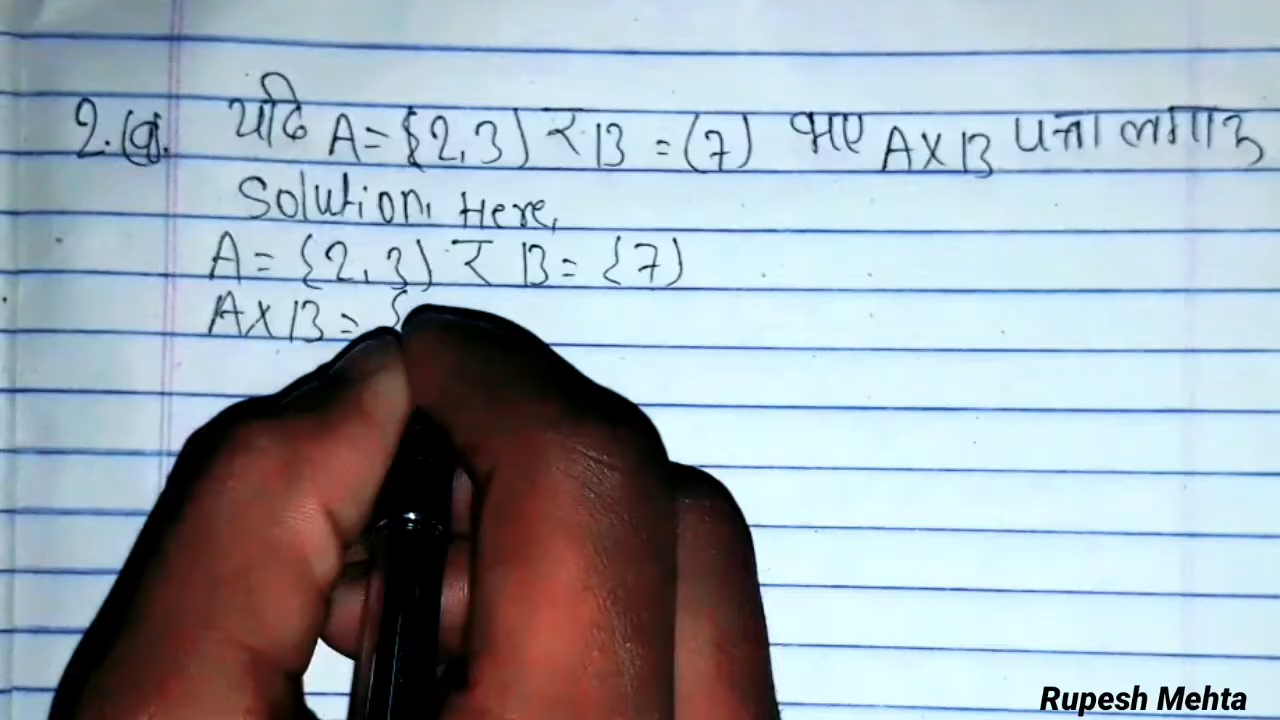 2.(a). यदि A = {2,3) र B = (7) भए A×B पत्ता लगाउ
Solution, Here,
A = {2,3) र B = {7)
A×B = {
Rupesh Mehta